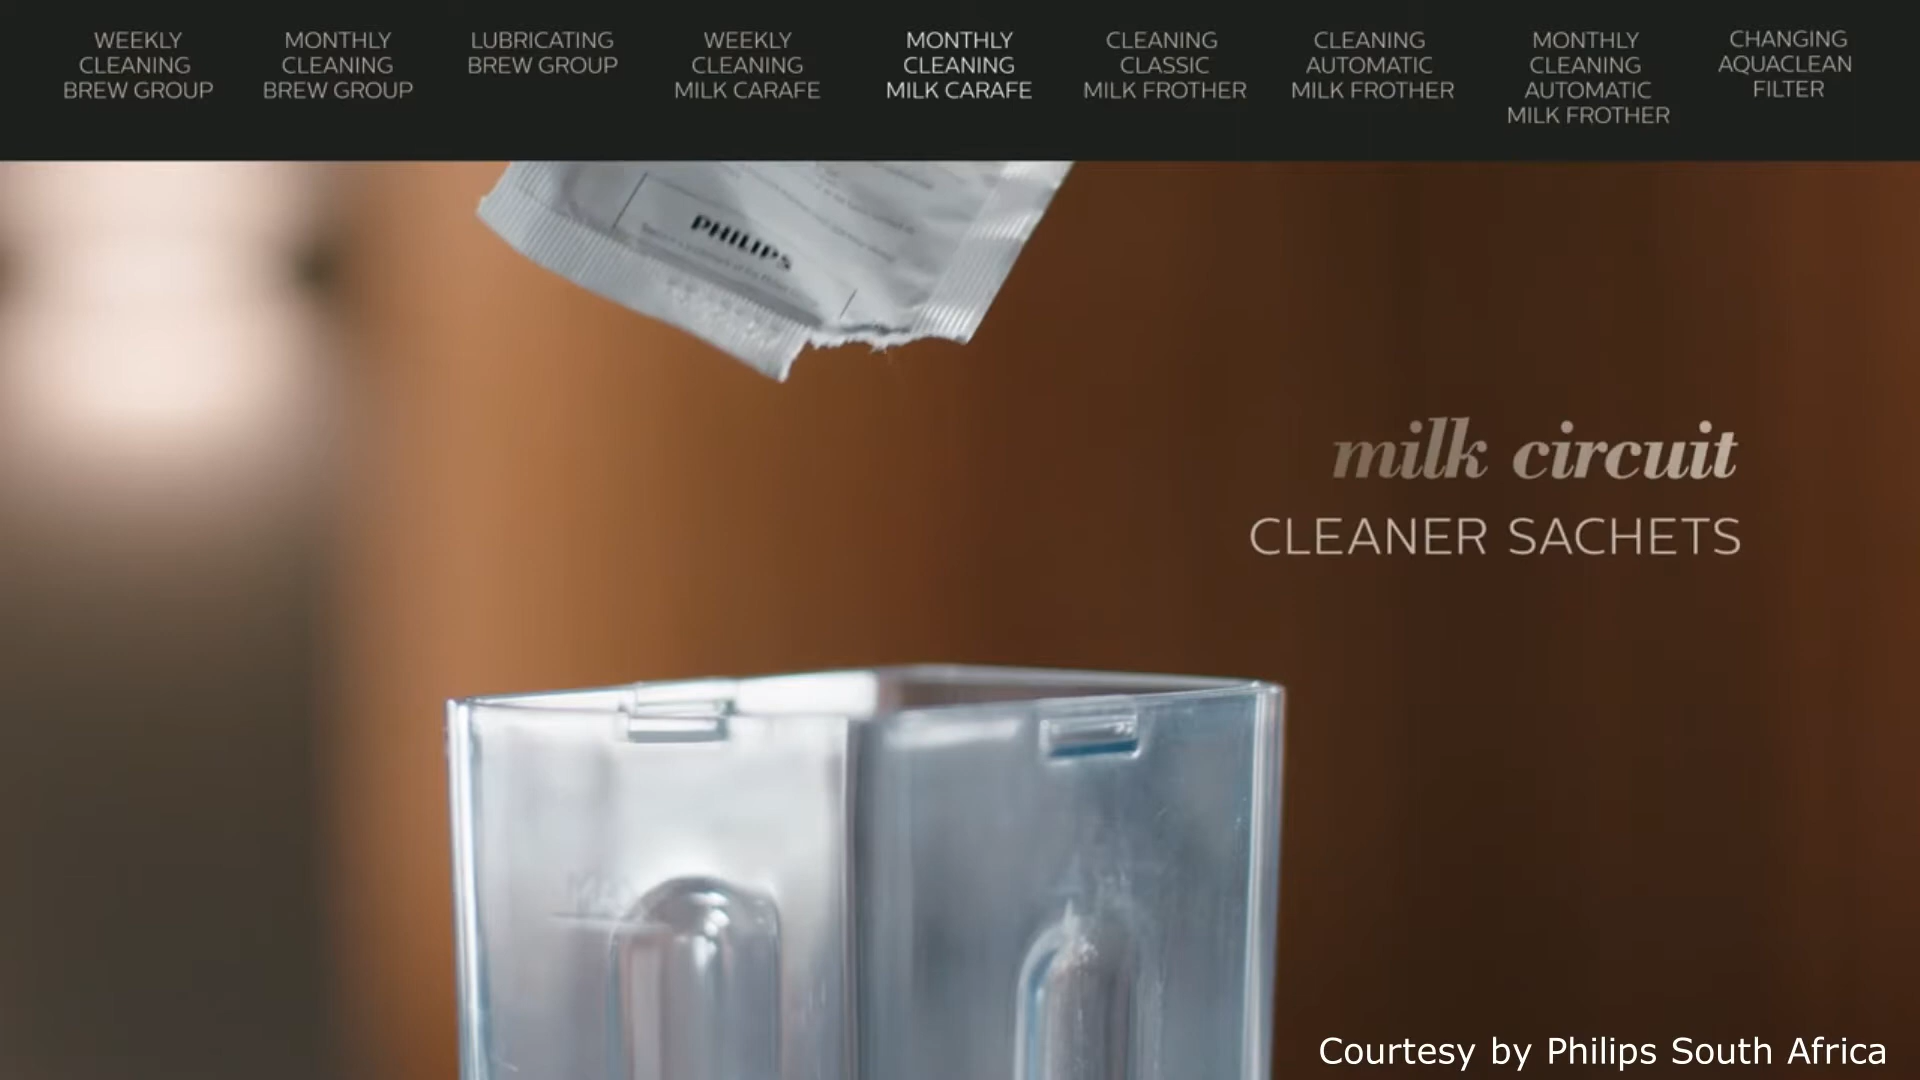 WEEKLY
CLEANING
BREW GROUP
MONTHLY
CLEANING
BREW GROUP
LUBRICATING
BREW GROUP
WEEKLY
CLEANING
MILK CARAFE
MONTHLY
CLEANING
MILK CARAFE
CLEANING
CLASSIC
MILK FROTHER
CLEANING
AUTOMATIC
MILK FROTHER
MONTHLY
CLEANING
AUTOMATIC
MILK FROTHER
CHANGING
AQUACLEAN
FILTER
PHILIPS
milk circuit
CLEANER SACHETS
MAX
Courtesy by Philips South Africa